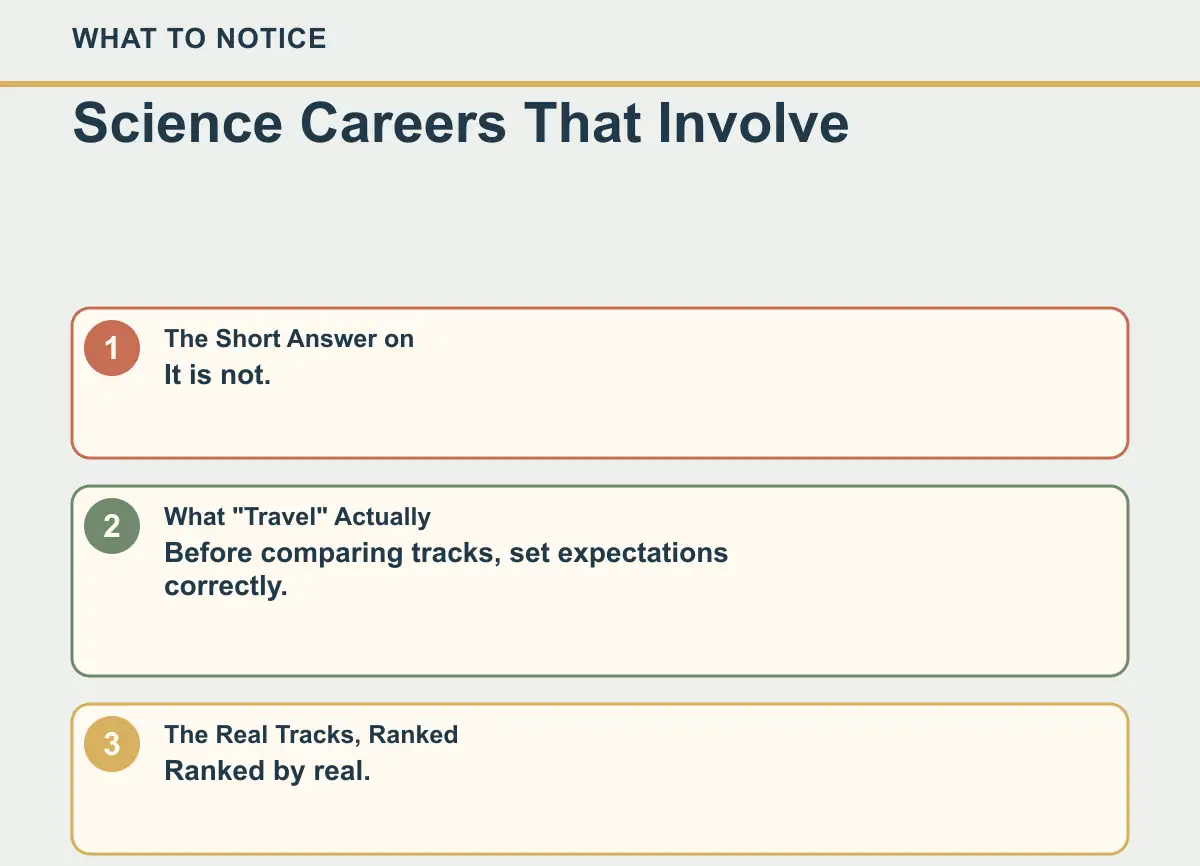 WHAT TO NOTICE
Science Careers That Involve
1
The Short Answer on
It is not.
2
What "Travel" Actually
Before comparing tracks, set expectations
correctly.
3
The Real Tracks, Ranked
Ranked by real.